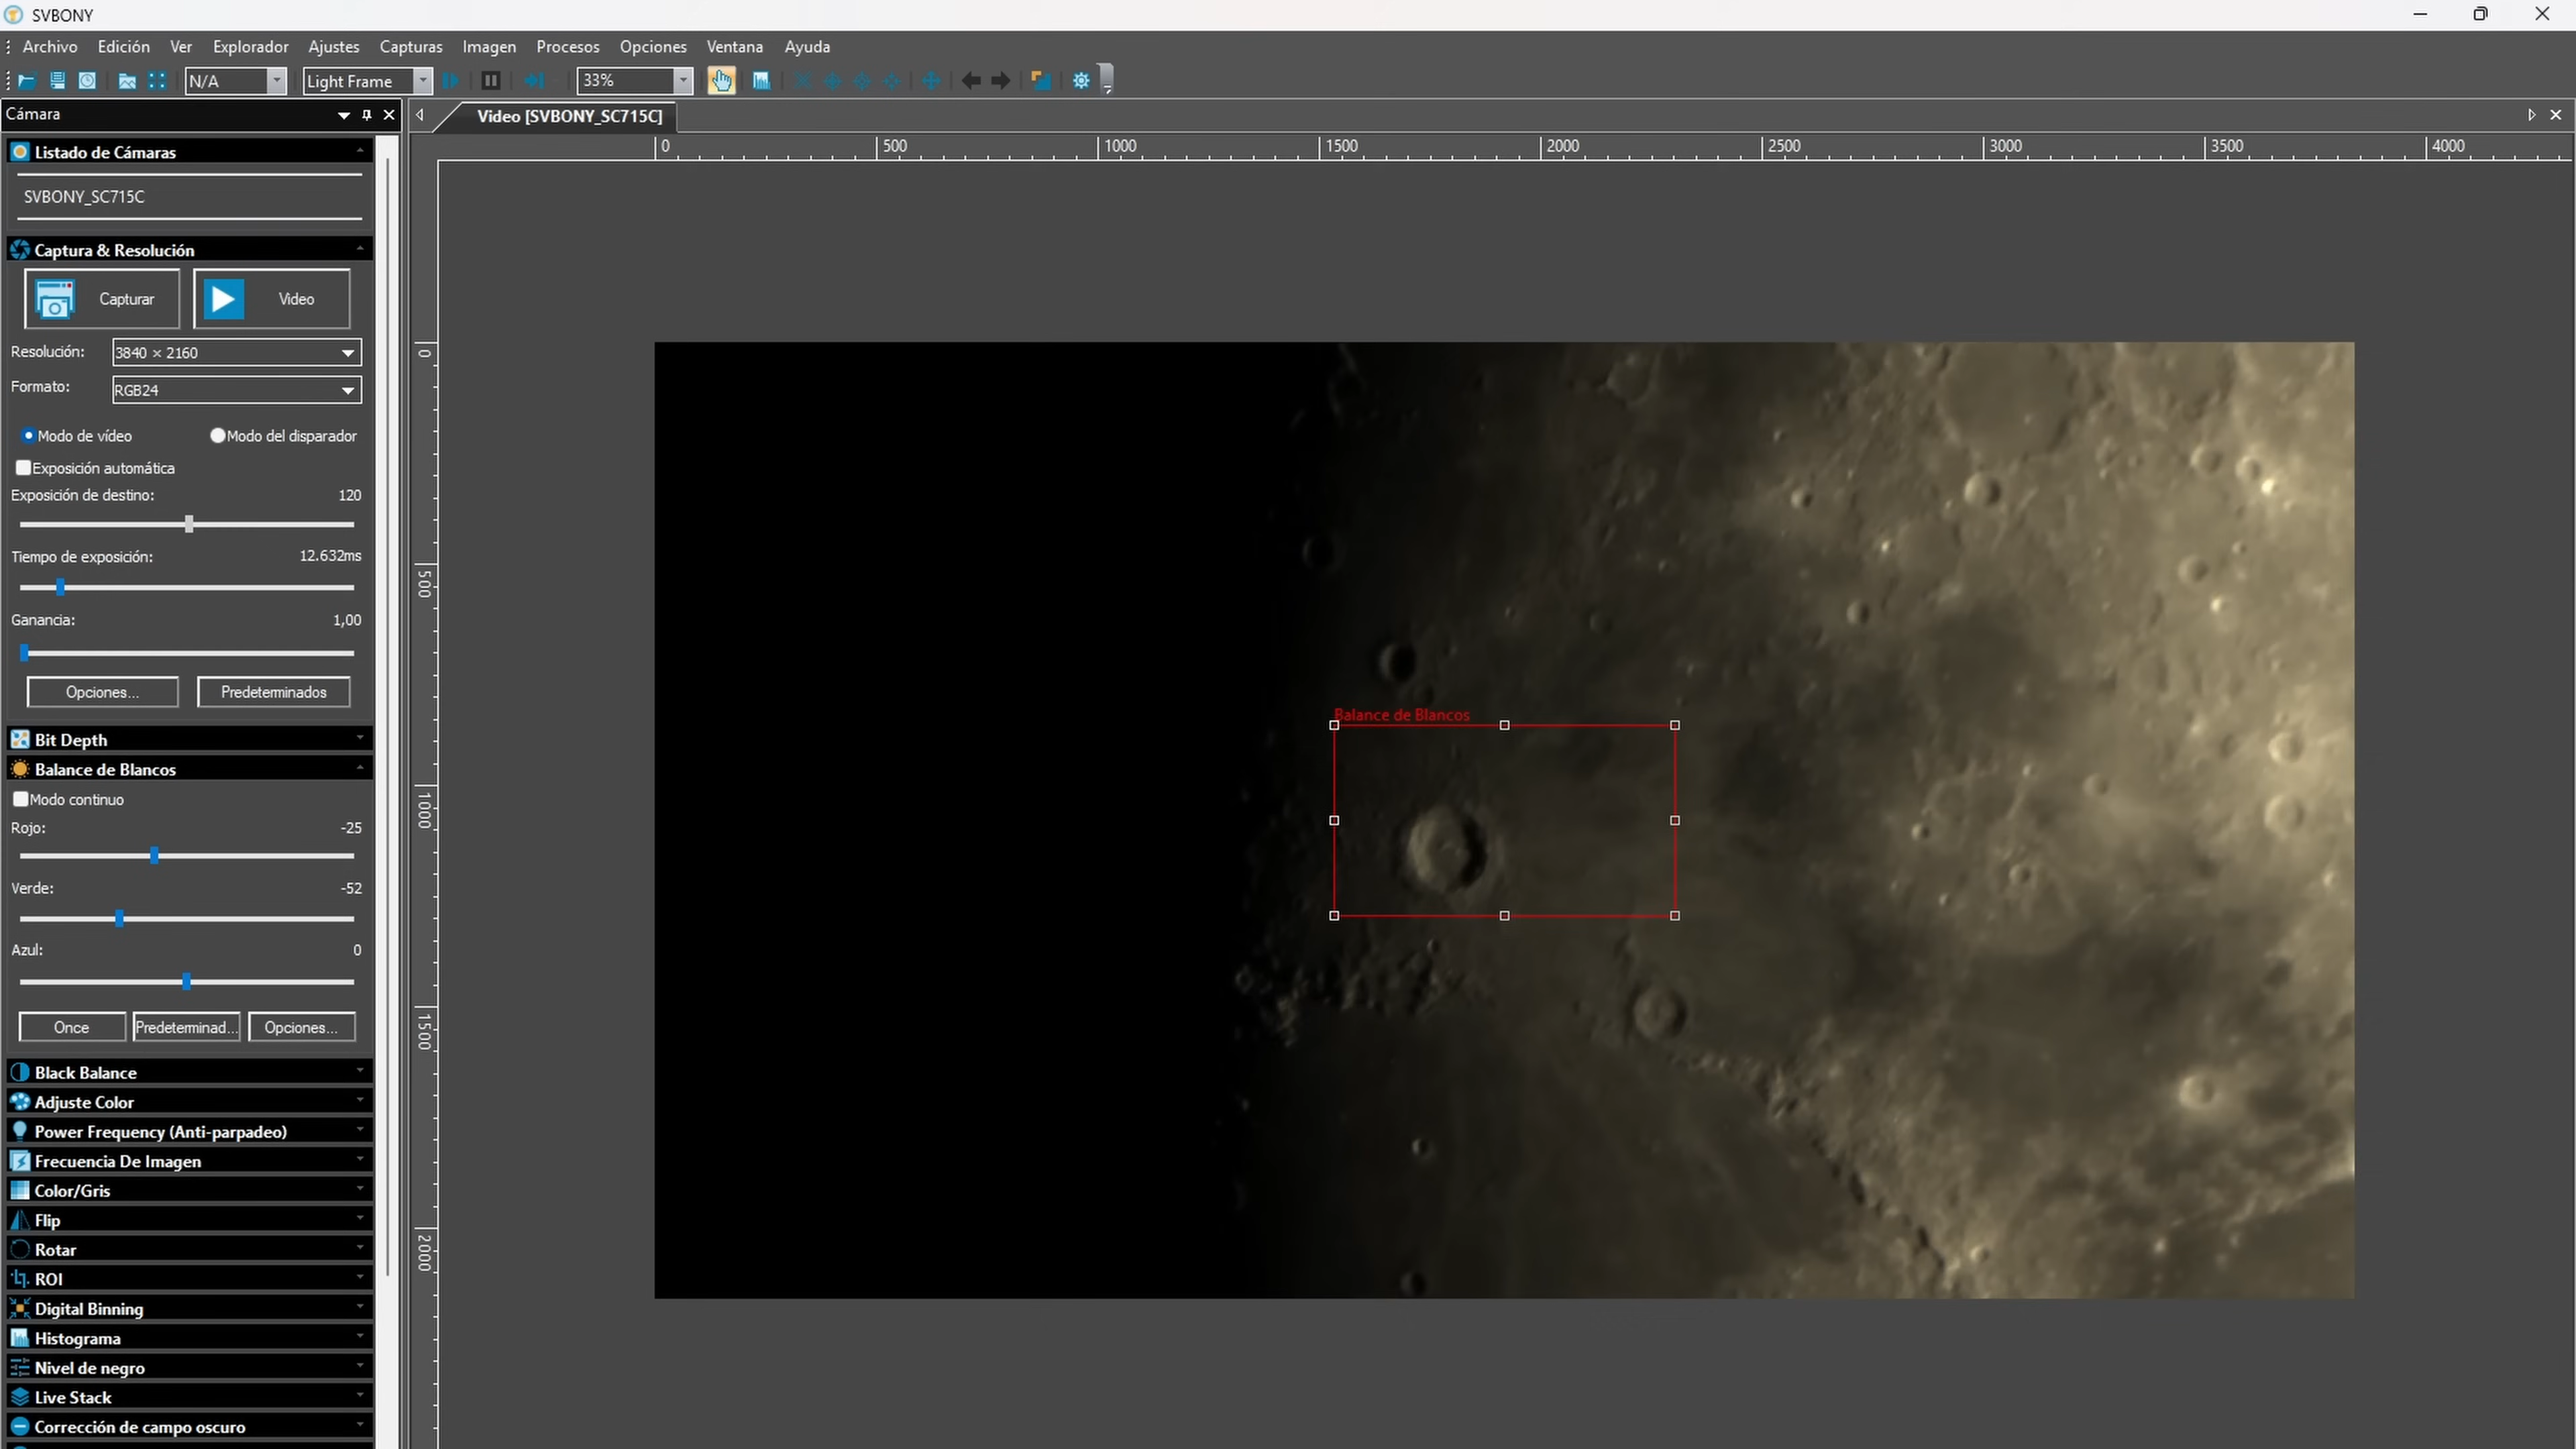 SVBONY
Archivo Edición Ver Explorador Ajustes Capturas Imagen Procesos Opciones Ventana Ayuda
N/A Light Frame 33%
Cámara
Video [SVBONY_SC715C]
0 500 1000 1500 2000 2500 3000 3500 4000
Listado de Cámaras
SVBONY_SC715C
Captura & Resolución
Capturar Video
Resolución: 3840 × 2160
Formato: RGB24
Modo de vídeo Modo del disparador
Exposición automática
Exposición de destino: 120
Tiempo de exposición: 12.632ms
Ganancia: 1,00
Opciones... Predeterminados
Bit Depth
Balance de Blancos
Modo continuo
Rojo: -25
Verde: -52
Azul: 0
Once Predeterminad... Opciones...
Black Balance
Adjuste Color
Power Frequency (Anti-parpadeo)
Frecuencia De Imagen
Color/Gris
Flip
Rotar
ROI
Digital Binning
Histograma
Nivel de negro
Live Stack
Corrección de campo oscuro
0
500
1000
1500
2000
Balance de Blancos